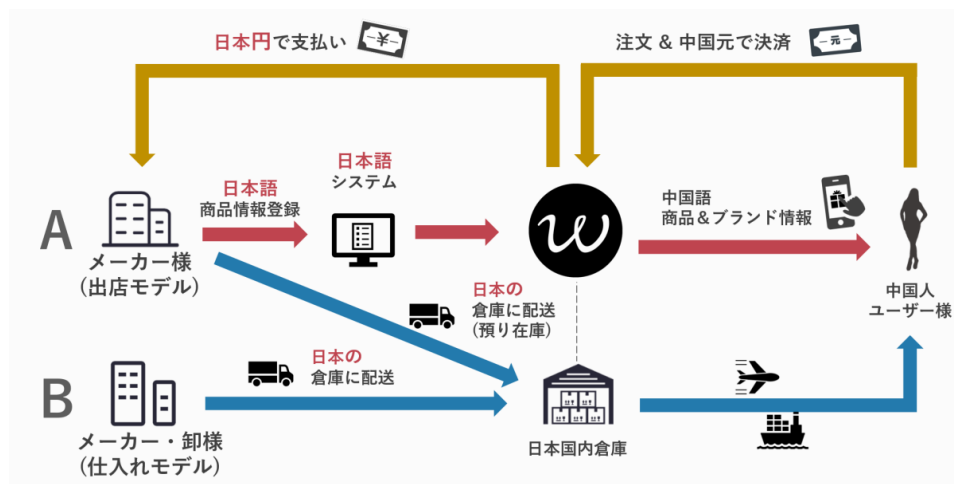 日本円で支払い
¥
注文 & 中国元で決済
元
A
日本語
商品情報登録
日本語
システム
w
中国語
商品&ブランド情報
メーカー様
(出店モデル)
日本の
倉庫に配送
(預り在庫)
中国人
ユーザー様
B
日本の
倉庫に配送
メーカー・卸様
(仕入れモデル)
日本国内倉庫